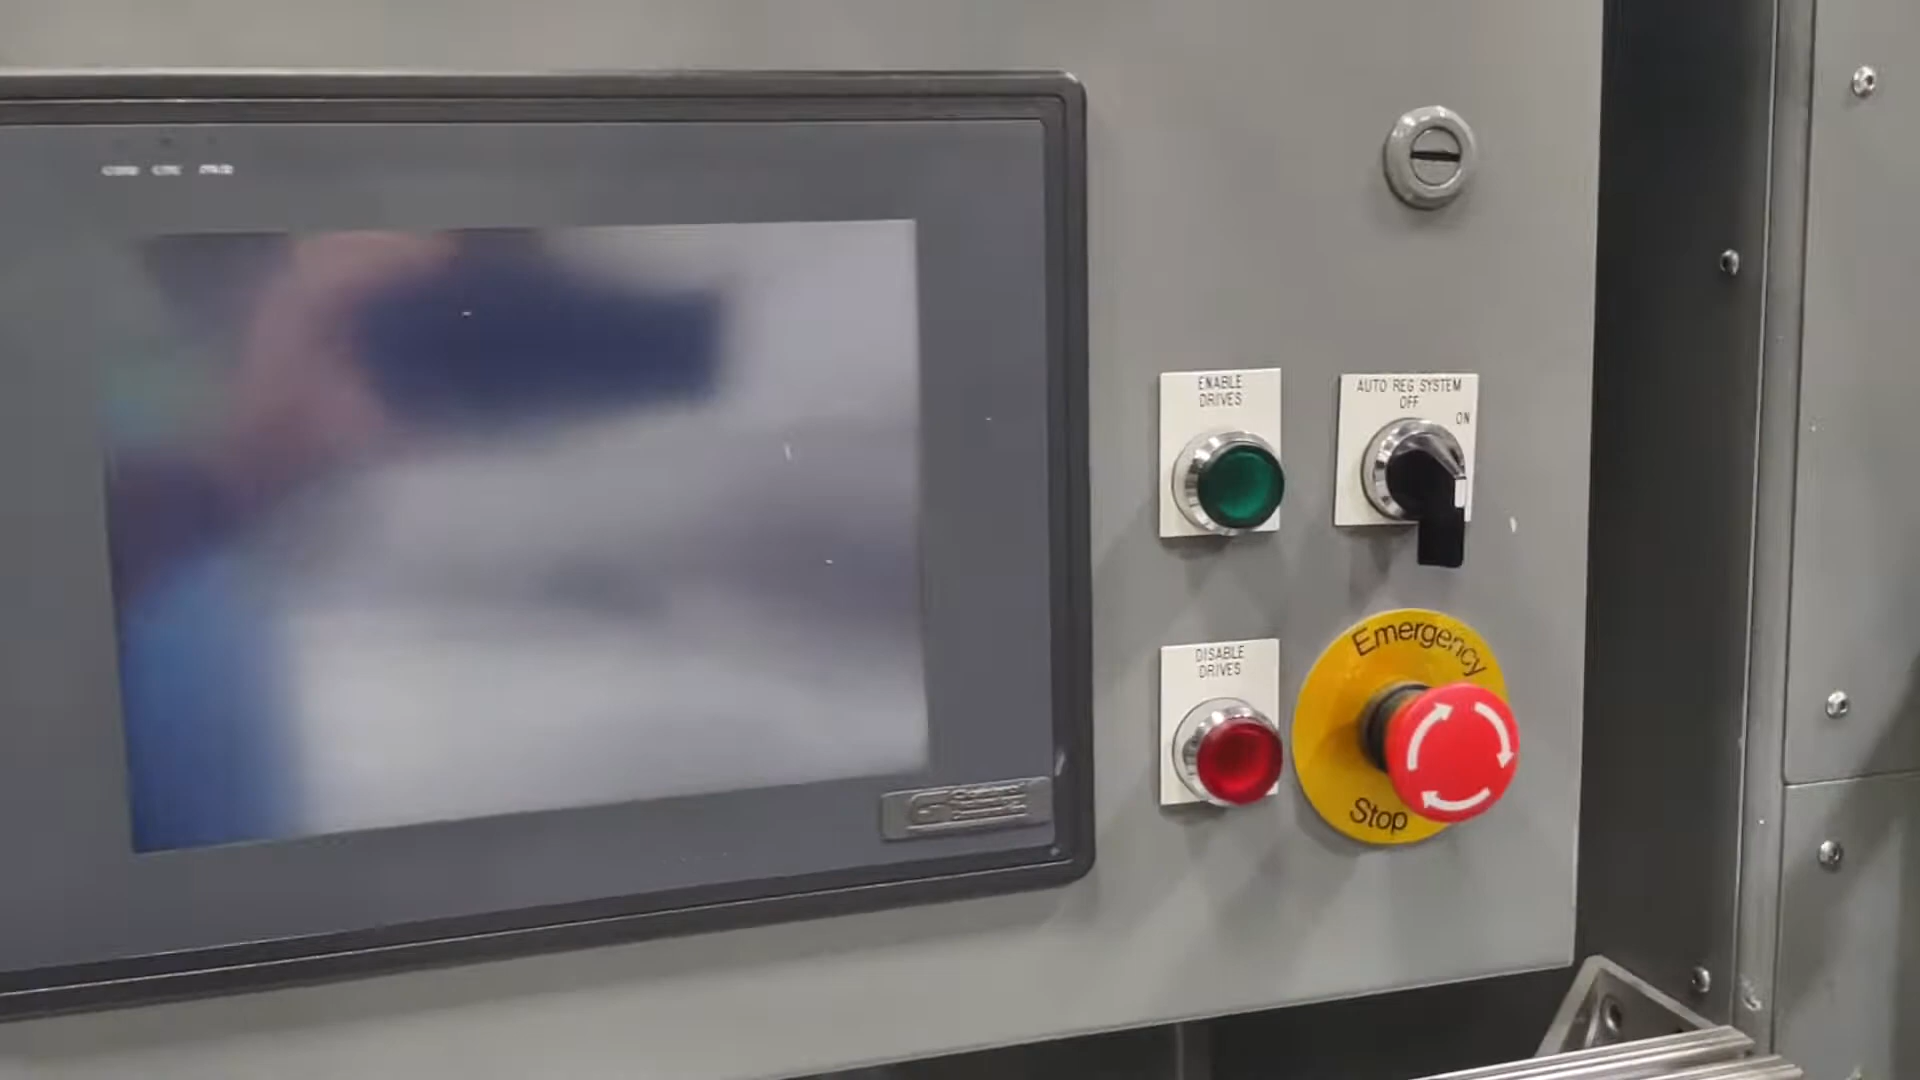 ENABLE
DRIVES
AUTO REG SYSTEM
OFF
ON
DISABLE
DRIVES
Emergency
Stop